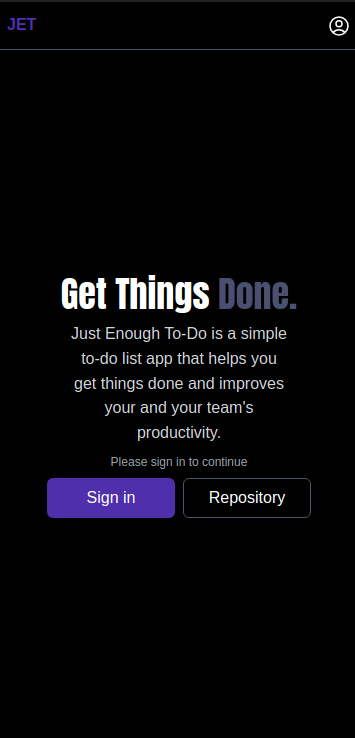 JET
Get Things Done.
Just Enough To-Do is a simple
to-do list app that helps you
get things done and improves
your and your team's
productivity.
Please sign in to continue
Sign in
Repository